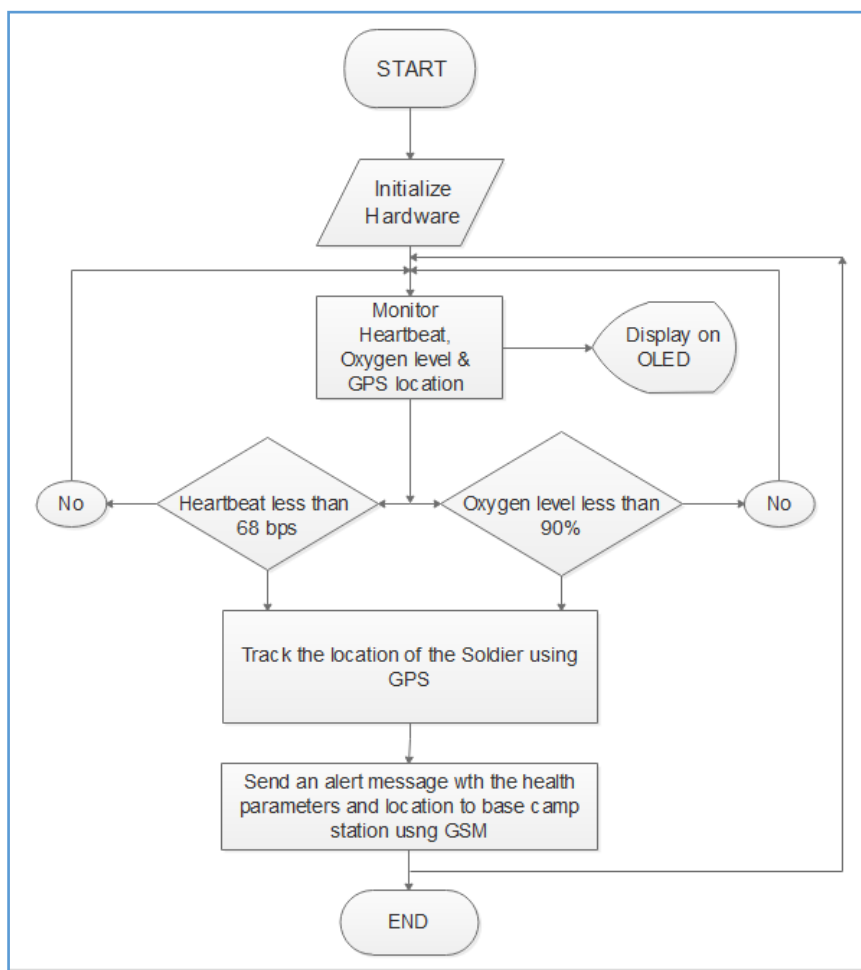 START
Initialize
Hardware
Monitor
Heartbeat,
Oxygen level &
GPS location
Display on
OLED
No
Heartbeat less than
68 bps
Oxygen level less than
90%
No
Track the location of the Soldier using
GPS
Send an alert message wth the health
parameters and location to base camp
station usng GSM
END